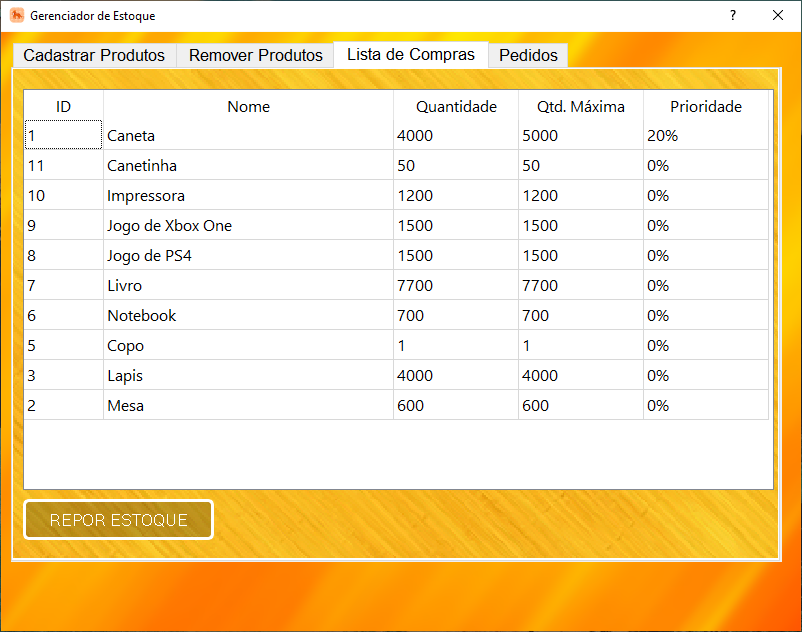 Gerenciador de Estoque ?
Cadastrar Produtos Remover Produtos Lista de Compras Pedidos
ID Nome Quantidade Qtd. Máxima Prioridade
1 Caneta 4000 5000 20%
11 Canetinha 50 50 0%
10 Impressora 1200 1200 0%
9 Jogo de Xbox One 1500 1500 0%
8 Jogo de PS4 1500 1500 0%
7 Livro 7700 7700 0%
6 Notebook 700 700 0%
5 Copo 1 1 0%
3 Lapis 4000 4000 0%
2 Mesa 600 600 0%
REPOR ESTOQUE